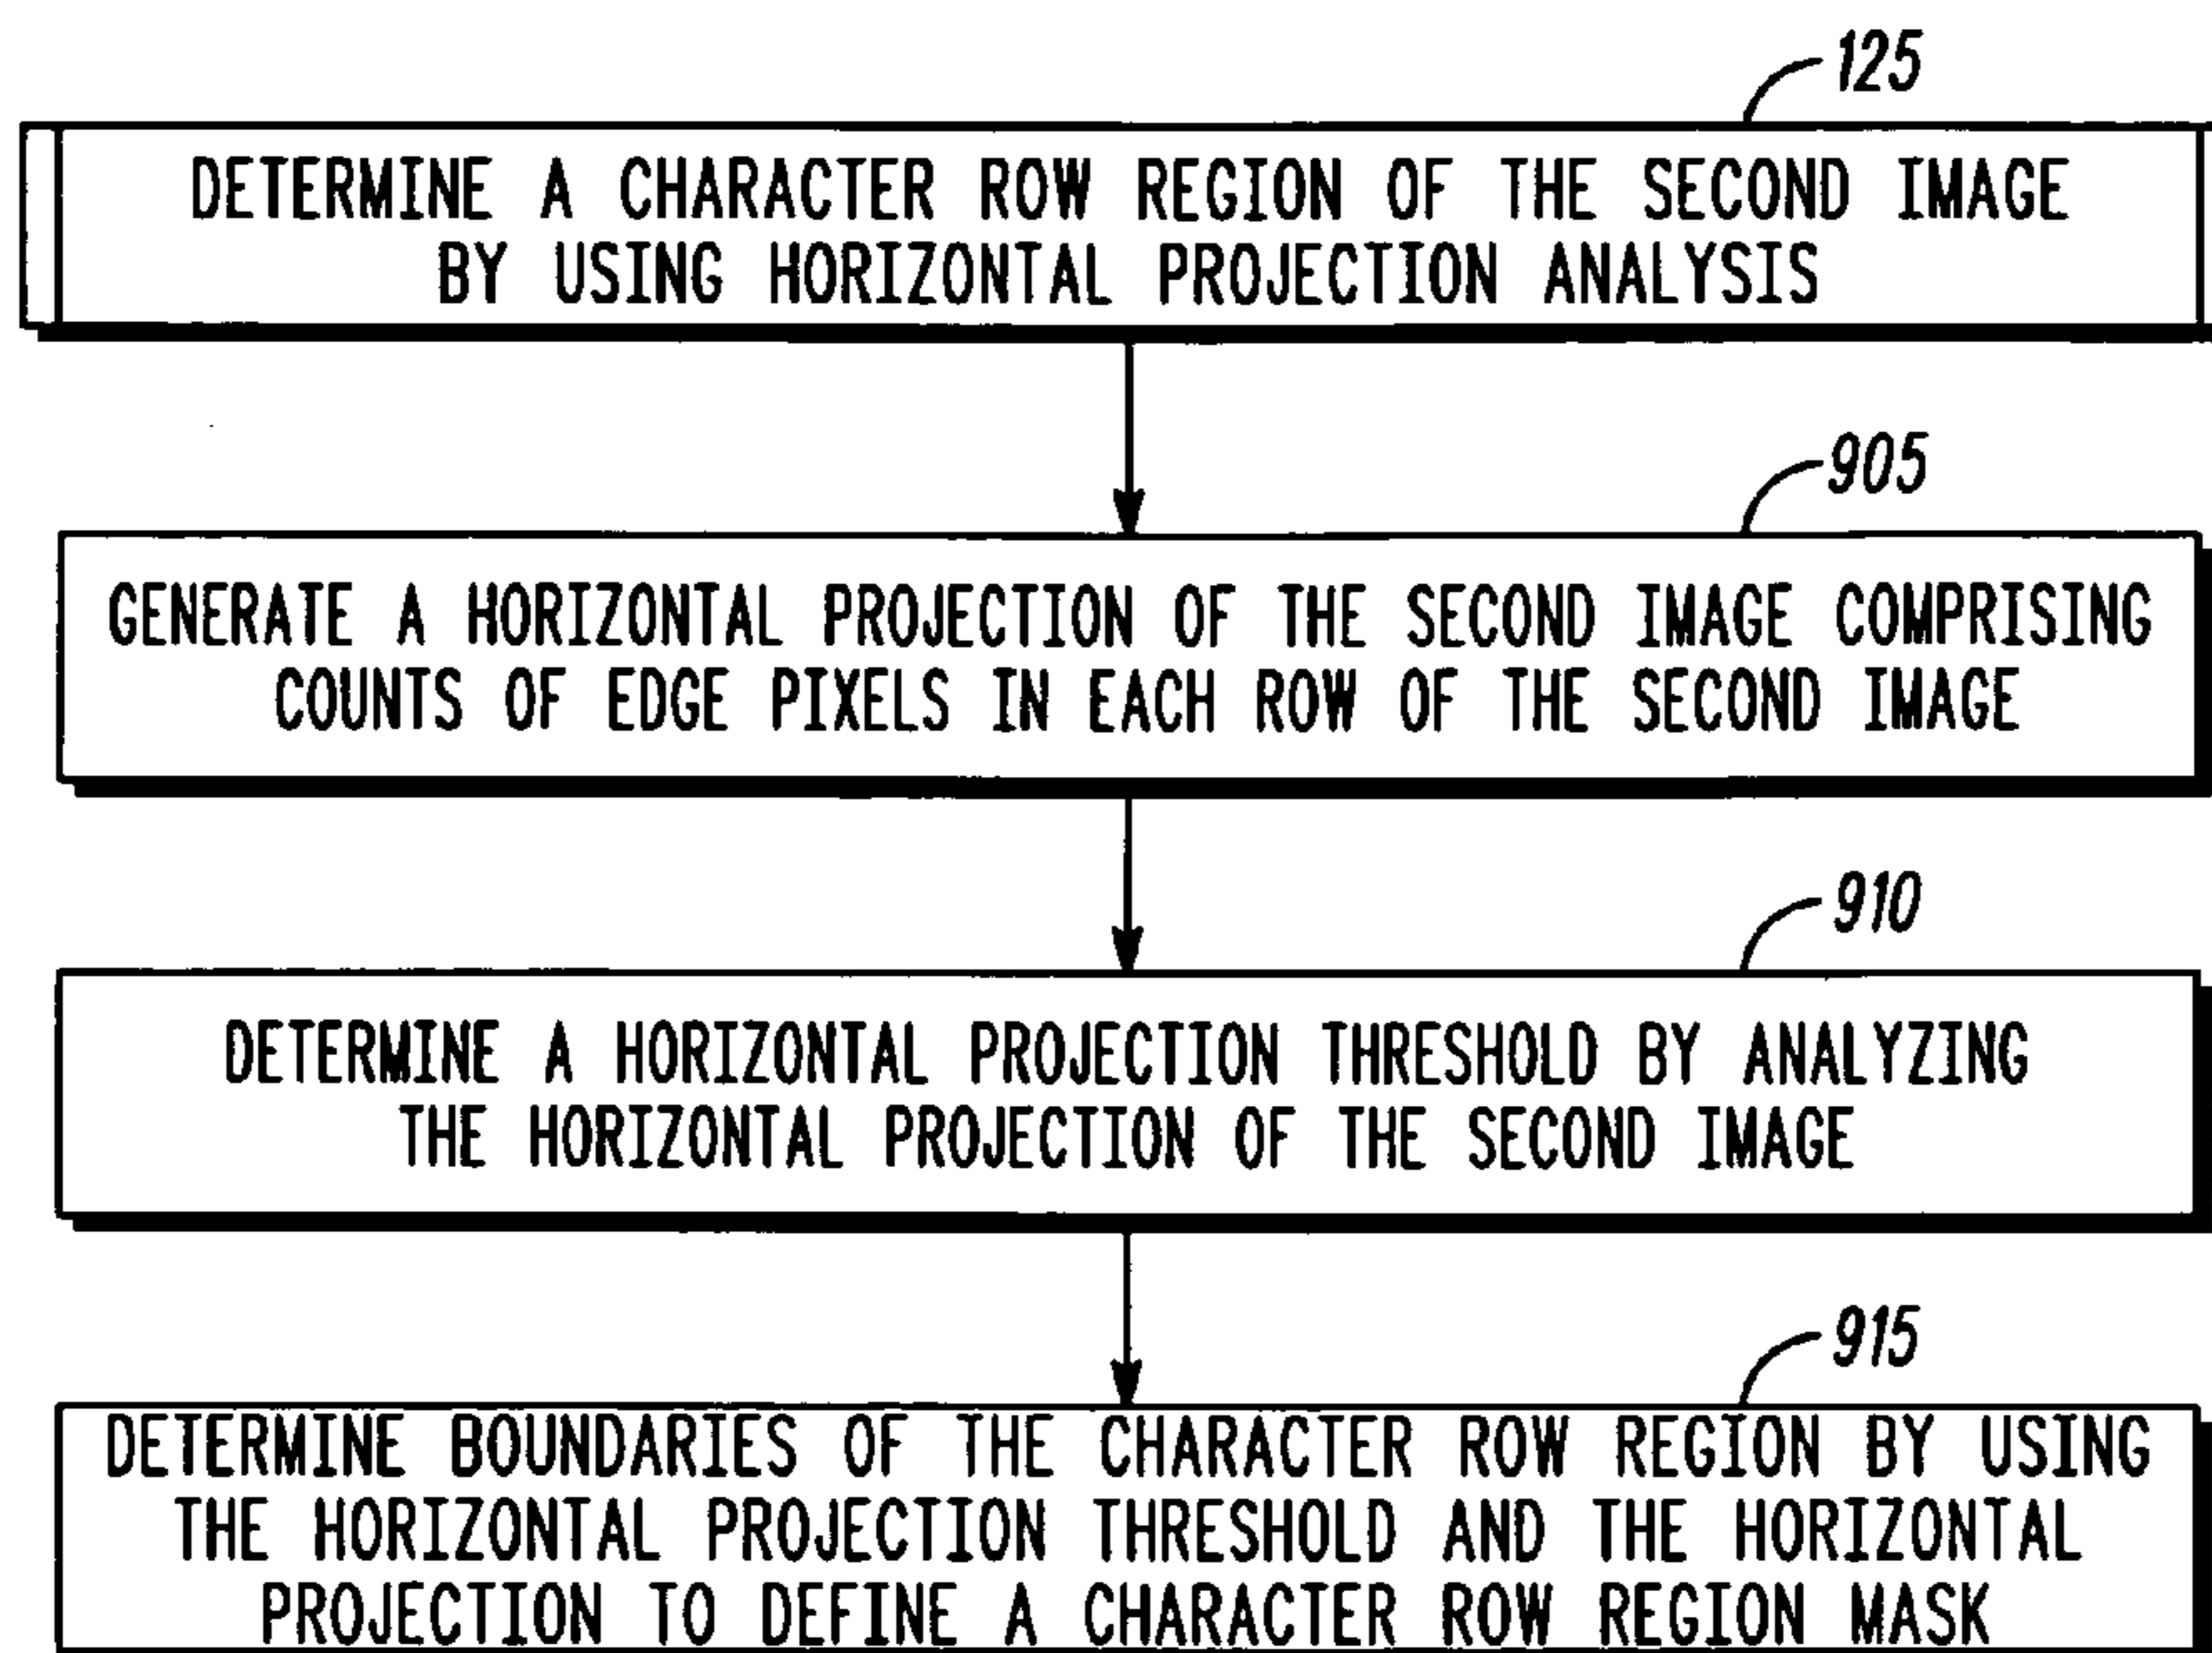 125
DETERMINE A CHARACTER ROW REGION OF THE SECOND IMAGE
BY USING HORIZONTAL PROJECTION ANALYSIS
905
GENERATE A HORIZONTAL PROJECTION OF THE SECOND IMAGE COMPRISING
COUNTS OF EDGE PIXELS IN EACH ROW OF THE SECOND IMAGE
910
DETERMINE A HORIZONTAL PROJECTION THRESHOLD BY ANALYZING
THE HORIZONTAL PROJECTION OF THE SECOND IMAGE
915
DETERMINE BOUNDARIES OF THE CHARACTER ROW REGION BY USING
THE HORIZONTAL PROJECTION THRESHOLD AND THE HORIZONTAL
PROJECTION TO DEFINE A CHARACTER ROW REGION MASK